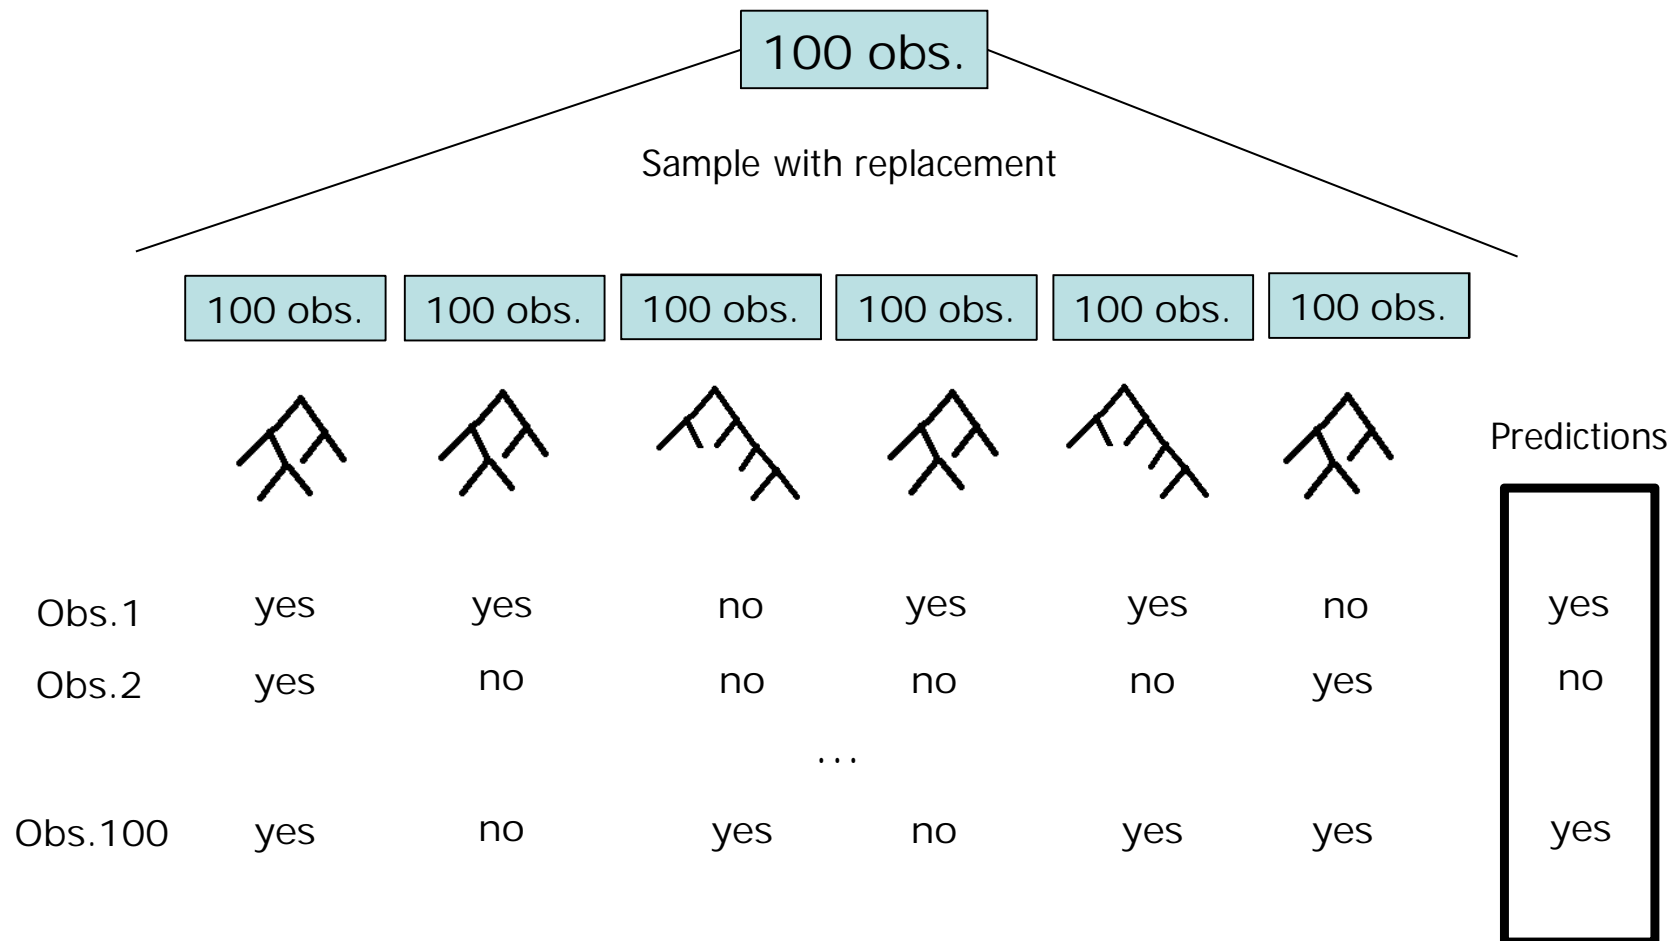 100 obs.
Sample with replacement
100 obs. 100 obs. 100 obs. 100 obs. 100 obs. 100 obs.
Predictions
Obs.1 yes yes no yes yes no yes
Obs.2 yes no no no no yes no
...
Obs.100 yes no yes no yes yes yes